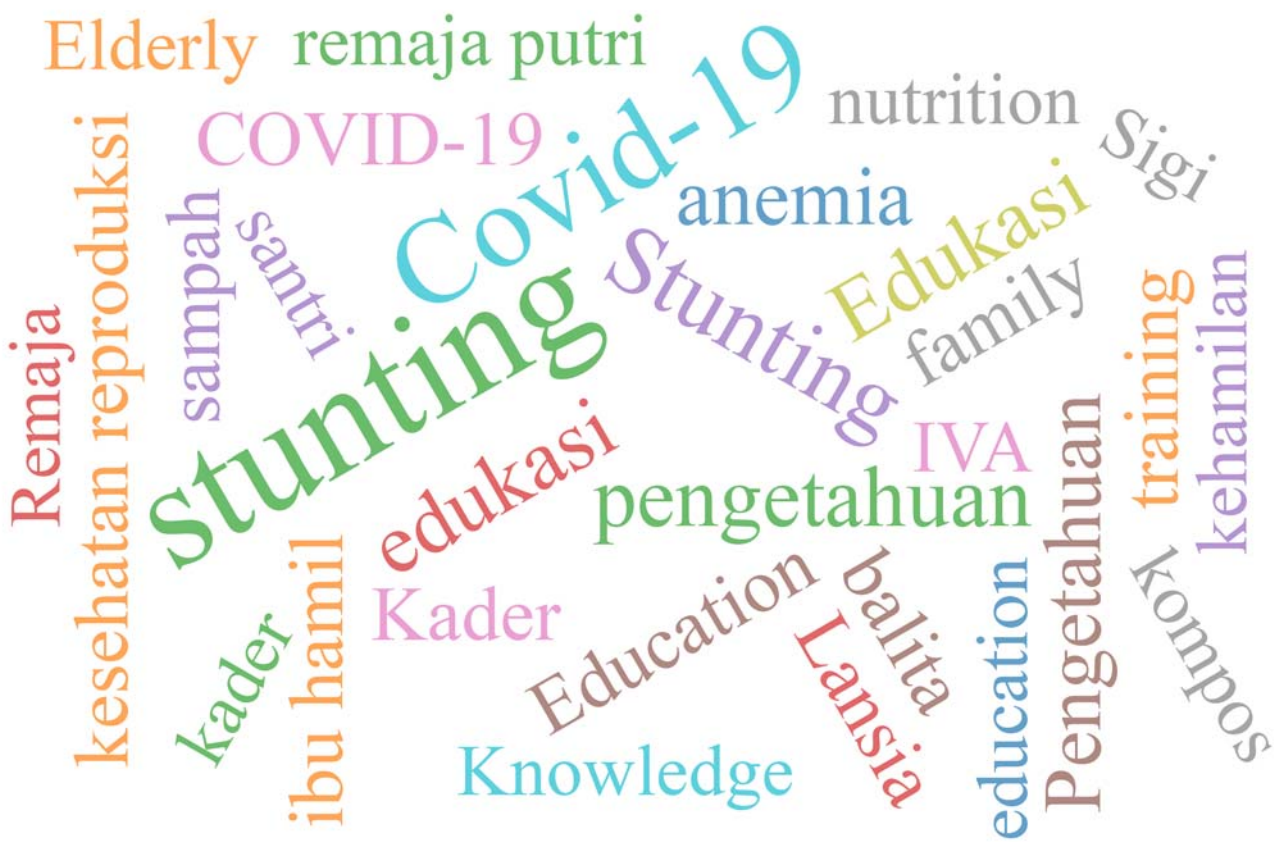 Elderly
remaja putri
Covid-19
nutrition
Sigi
COVID-19
anemia
Edukasi
kesehatan reproduksi
sampah
santri
Stunting
family
Remaja
stunting
training
kehamilan
edukasi
IVA
pengetahuan
Pengetahuan
kader
ibu hamil
Kader
Education
balita
Lansia
education
kompos
Knowledge